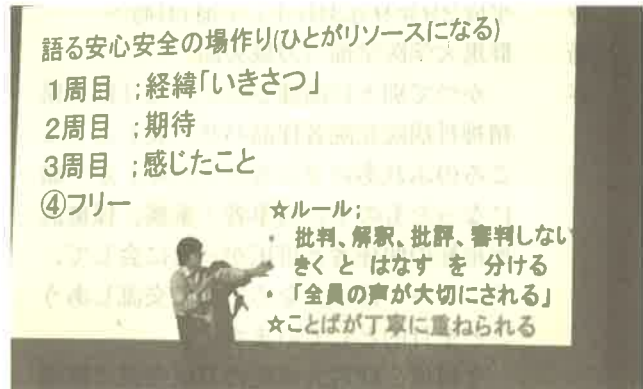 語る安心安全の場作り(ひとがリソースになる)
1周目 ;経緯「いきさつ」
2周目 ;期待
3周目 ;感じたこと
④フリー
☆ルール;
・ 批判、解釈、批評、審判しない
きく と はなす を 分ける
・ 「全員の声が大切にされる」
☆ことばが丁寧に重ねられる